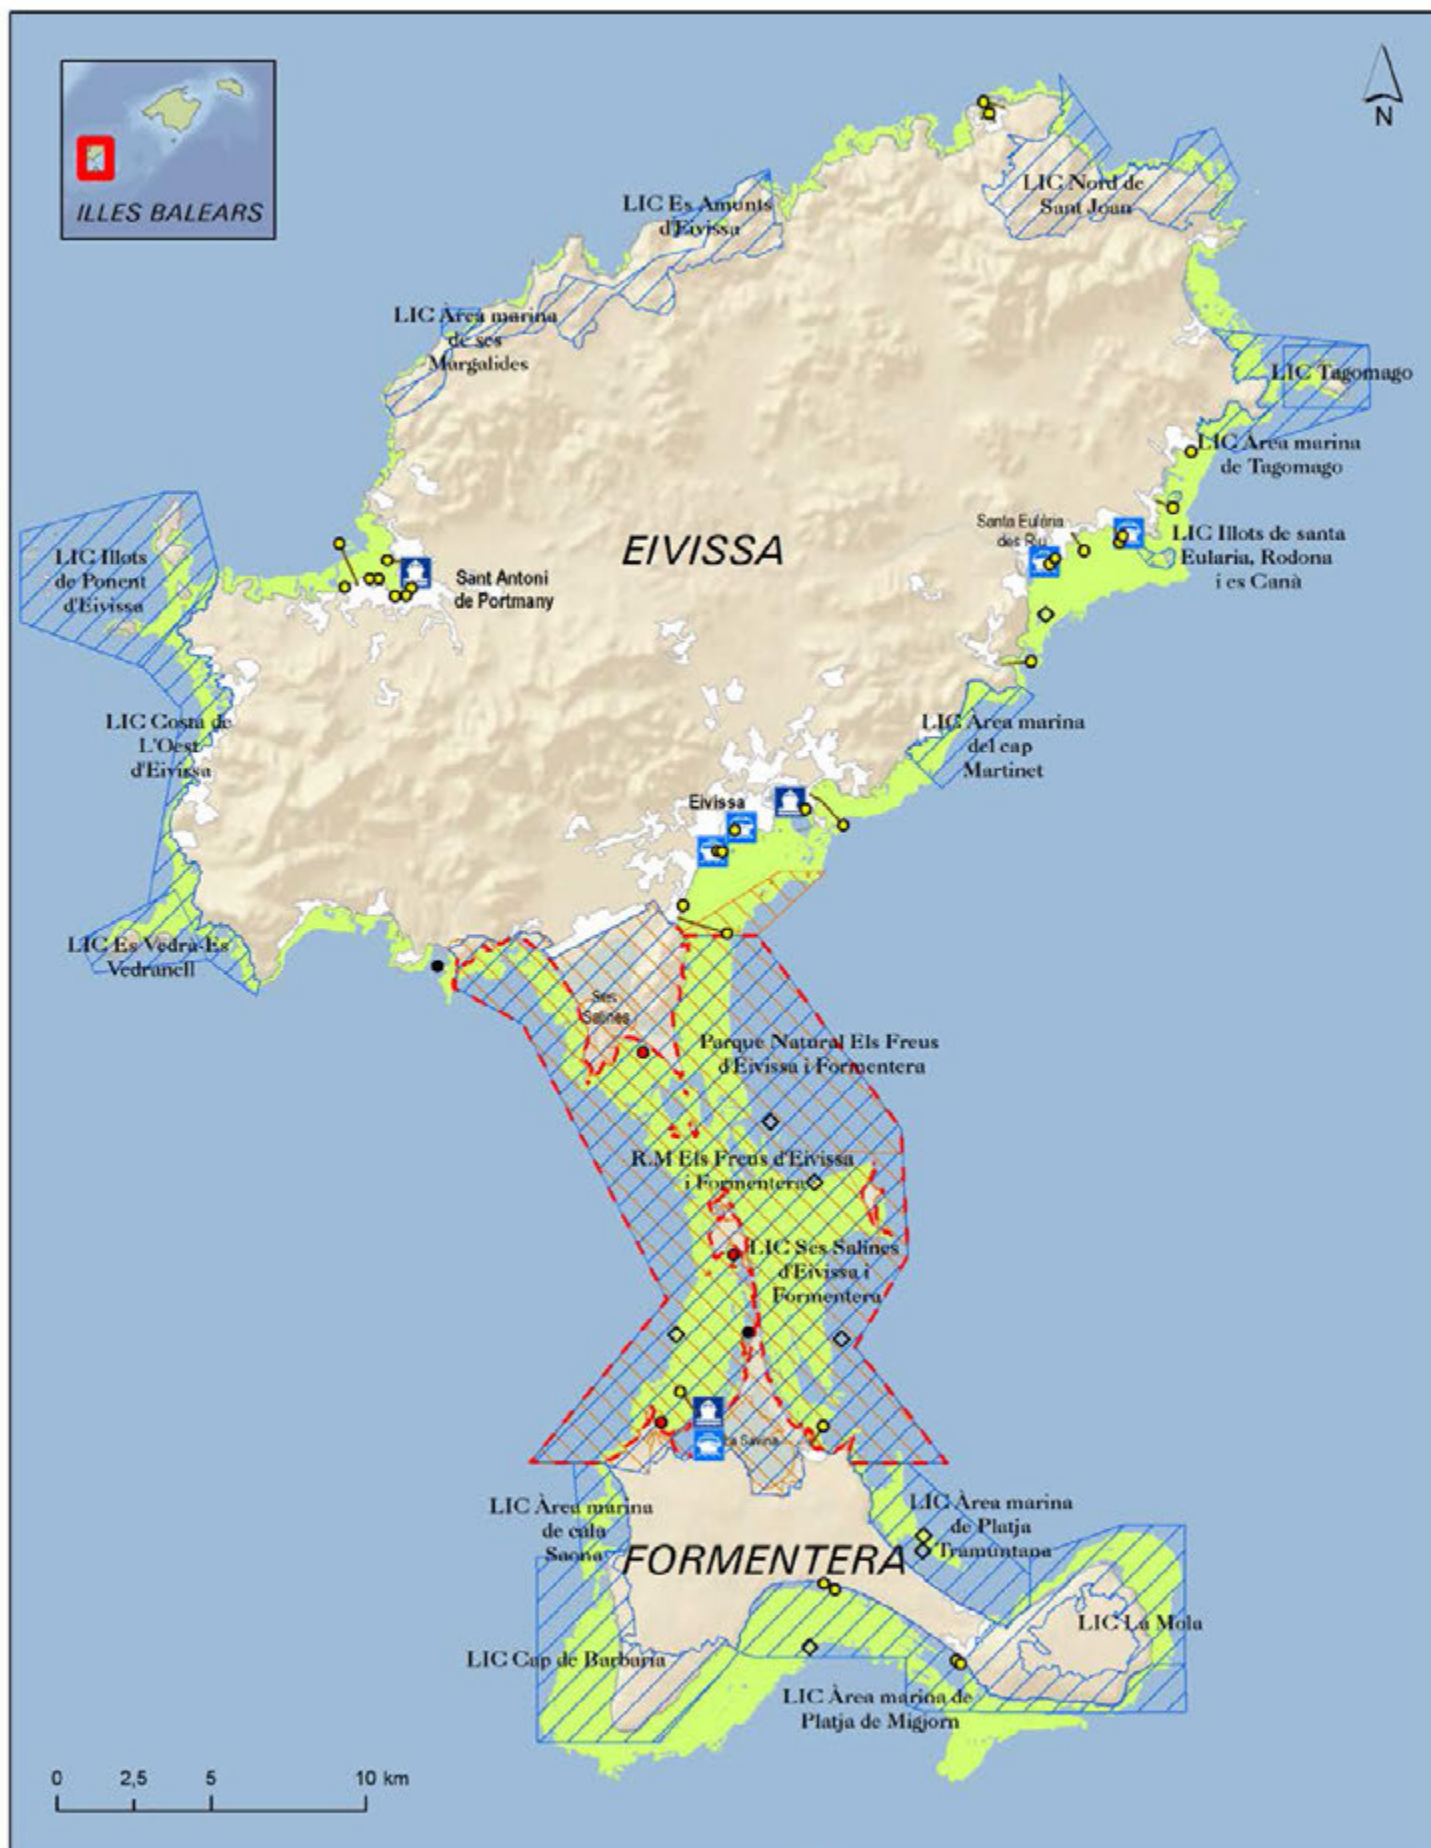 N
ILLES BALEARS
LIC Nord de
Sant Joan
LIC Es Amunts
d'Eivissa
LIC Àrea marina
de ses
Margalides
LIC Tagomago
LIC Àrea marina
de Tagomago
Santa Eulària
des Riu
LIC Illots de santa
Eularia, Rodona
i es Canà
EIVISSA
LIC Illots
de Ponent
d'Eivissa
Sant Antoni
de Portmany
LIC Costa de
L'Oest
d'Eivissa
LIC Àrea marina
del cap
Martinet
Eivissa
LIC Es Vedrà-Es
Vedranell
Ses
Salines
Parque Natural Els Freus
d'Eivissa i Formentera
R.M Els Freus d'Eivissa
i Formentera
LIC Ses Salines
d'Eivissa i
Formentera
La Savina
LIC Àrea marina
de cala
Saona
LIC Àrea marina
de Platja
Tramuntana
FORMENTERA
LIC La Mola
LIC Cap de Barbaria
LIC Àrea marina de
Platja de Migjorn
0 2,5 5 10 km